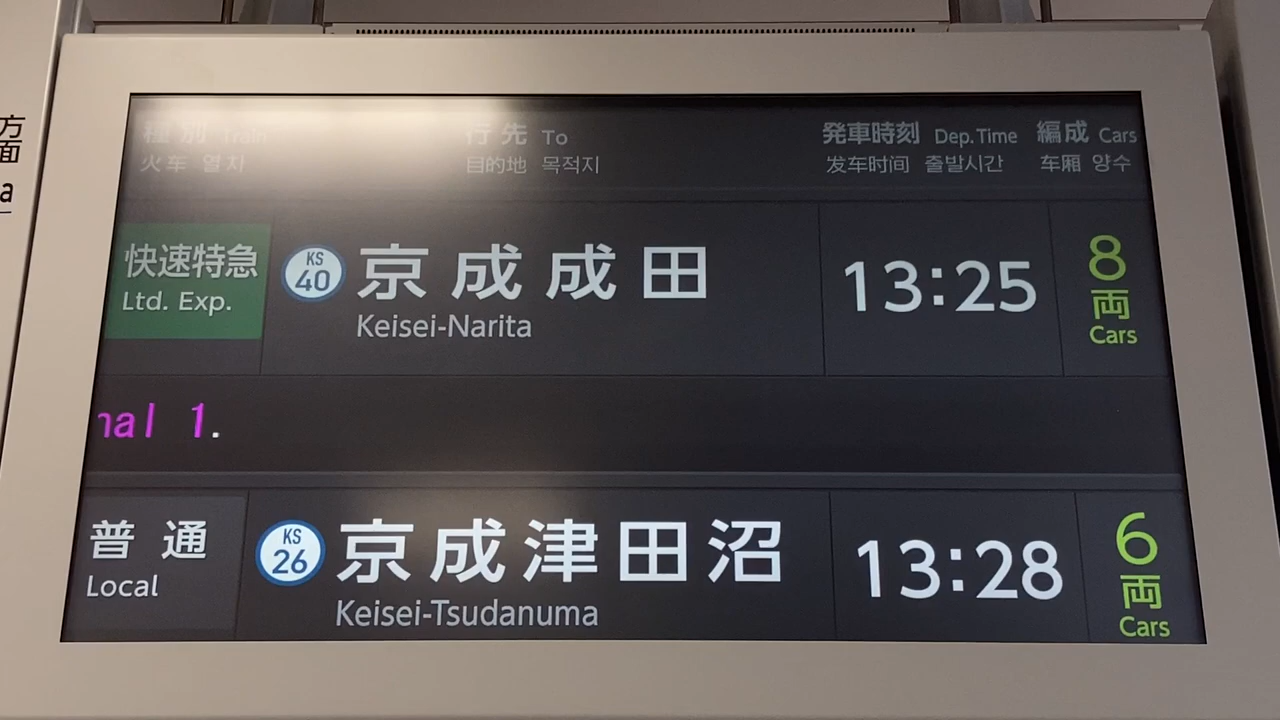 方面
a
種別 Train 行先 To 発車時刻 Dep.Time 編成 Cars
火车 열차 目的地 목적지 发车时间 출발시간 车厢 양수
快速特急 KS 40 京成成田 13:25 8両
Ltd. Exp. Keisei-Narita Cars
nal 1.
普通 KS 26 京成津田沼 13:28 6両
Local Keisei-Tsudanuma Cars